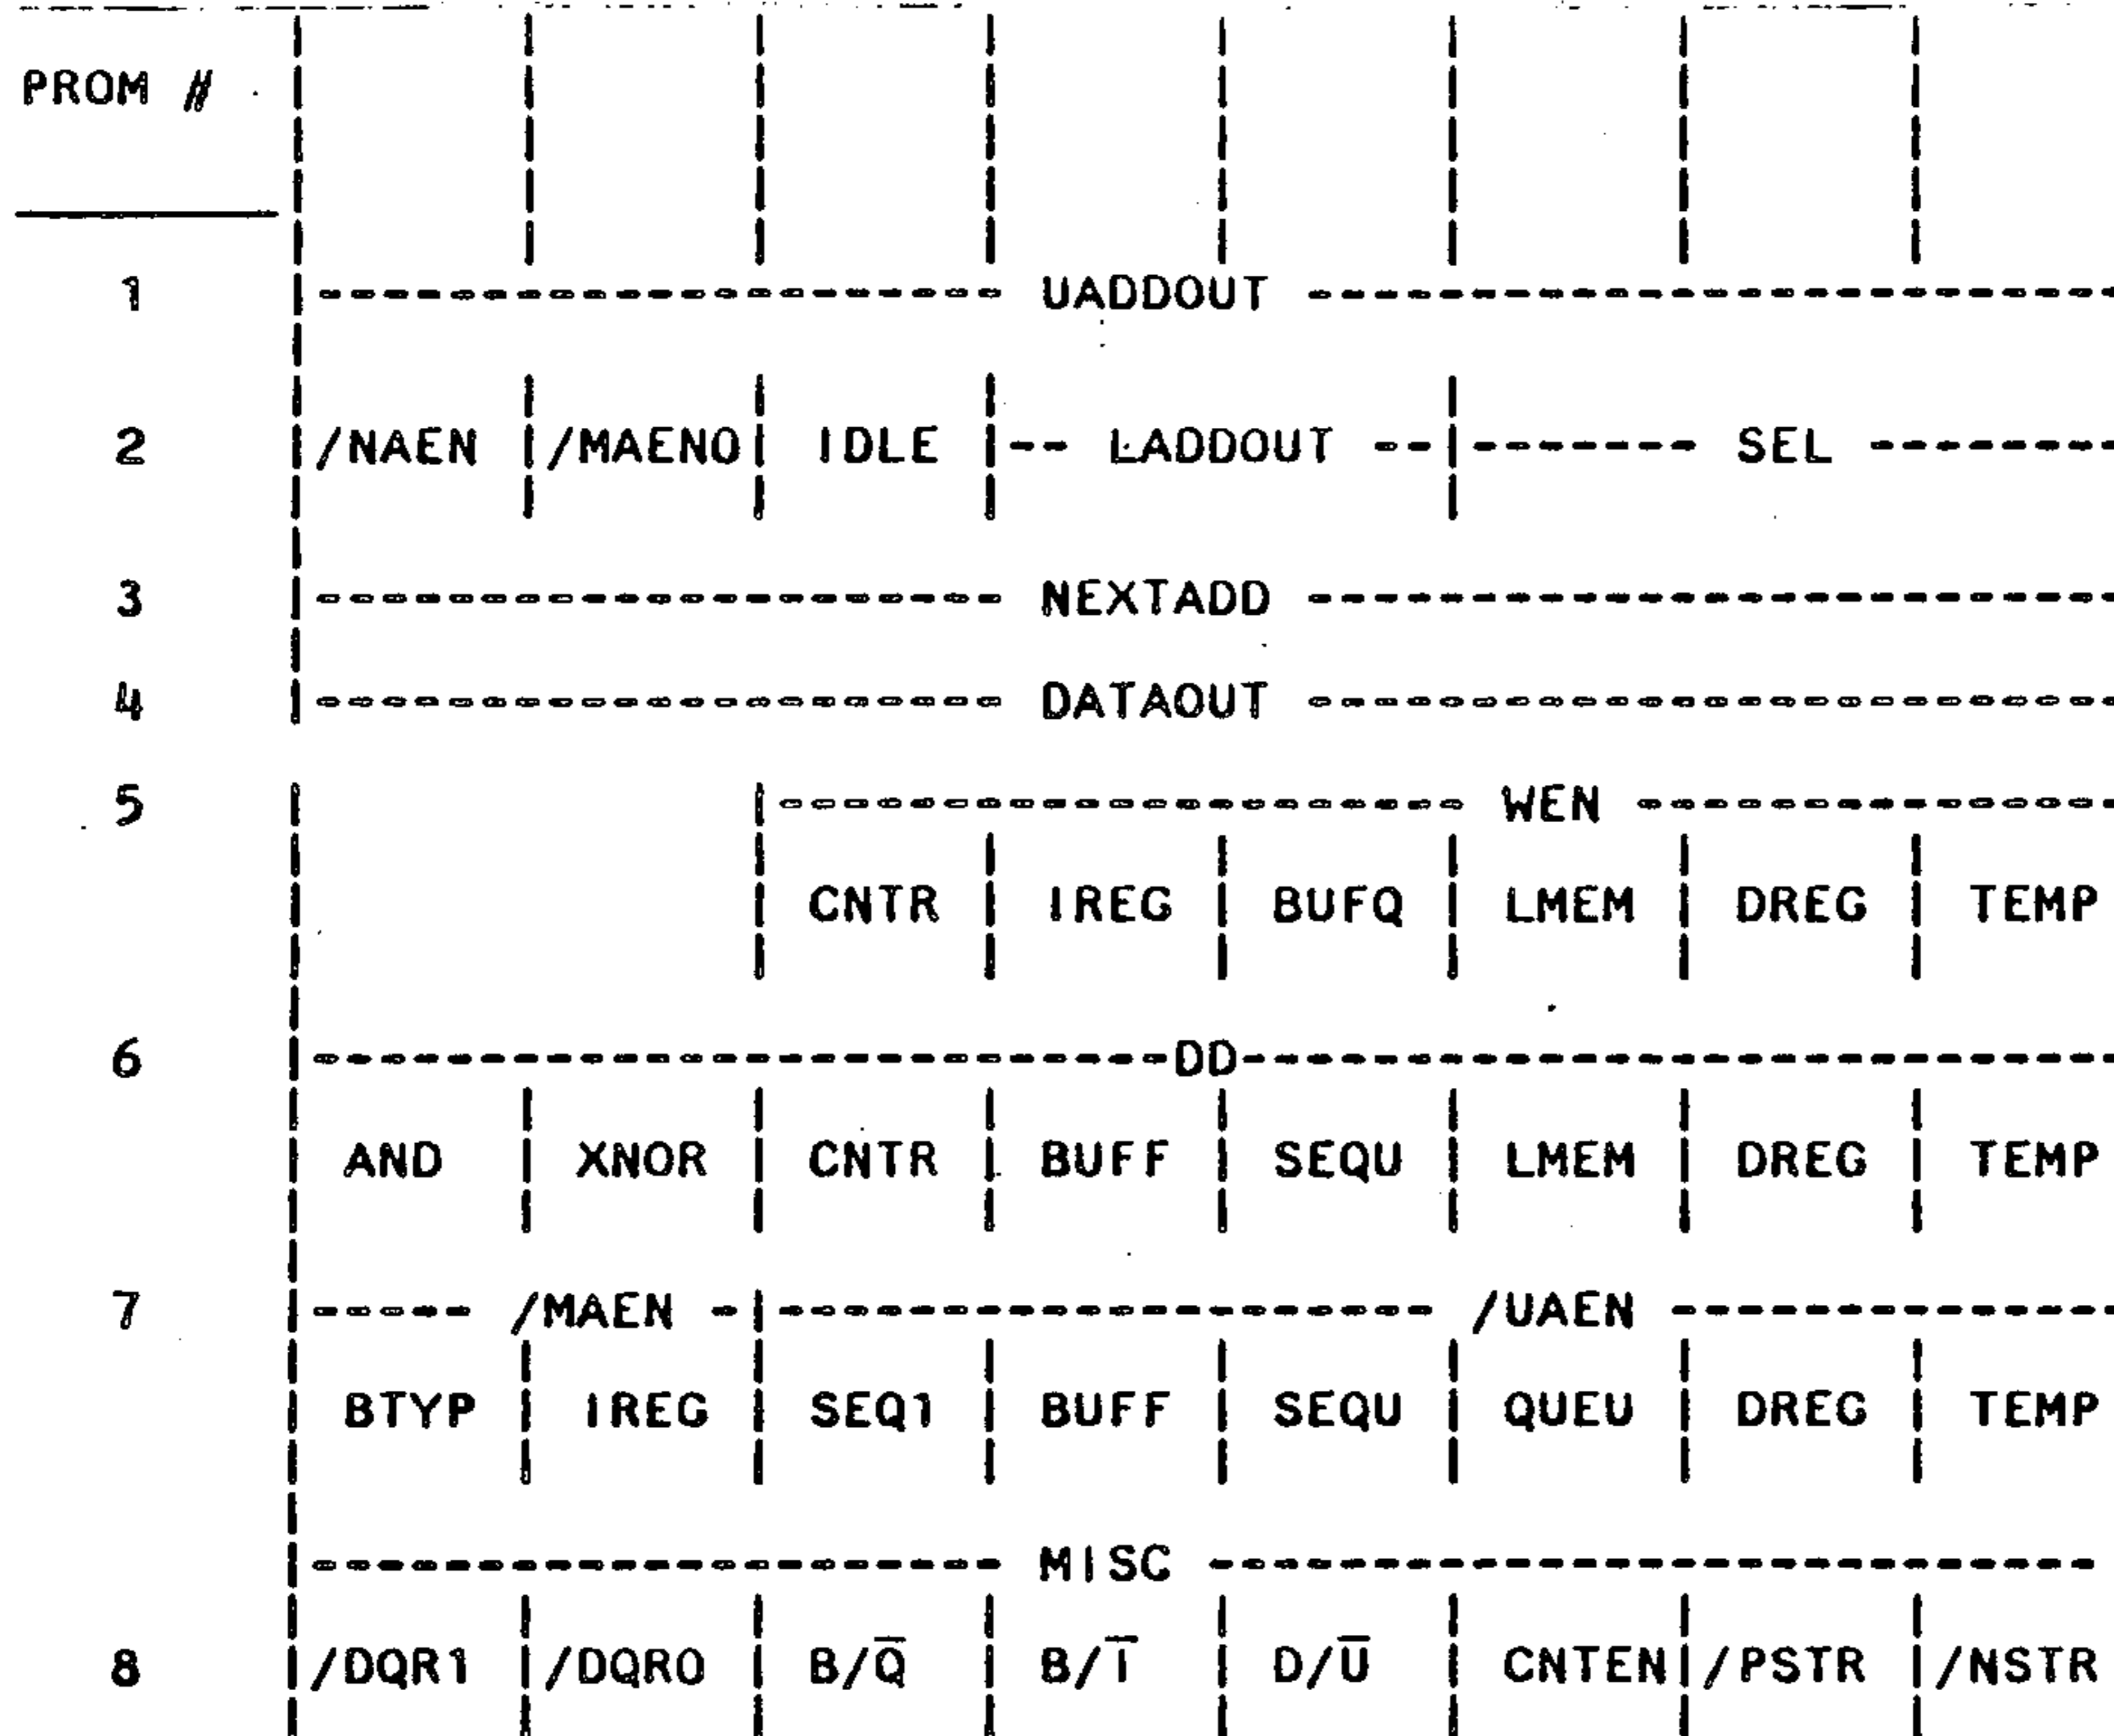 PROM #
1 UADDOUT
2 /NAEN /MAEN0 IDLE LADDOUT SEL
3 NEXTADD
4 DATAOUT
5 WEN
CNTR IREG BUFQ LMEM DREG TEMP
6 DD
AND XNOR CNTR BUFF SEQU LMEM DREG TEMP
7 /MAEN /UAEN
BTYP IREG SEQ1 BUFF SEQU QUEU DREG TEMP
MISC
8 /DQR1 /DQR0 B/Q̅ B/T̅ D/U̅ CNTEN /PSTR /NSTR